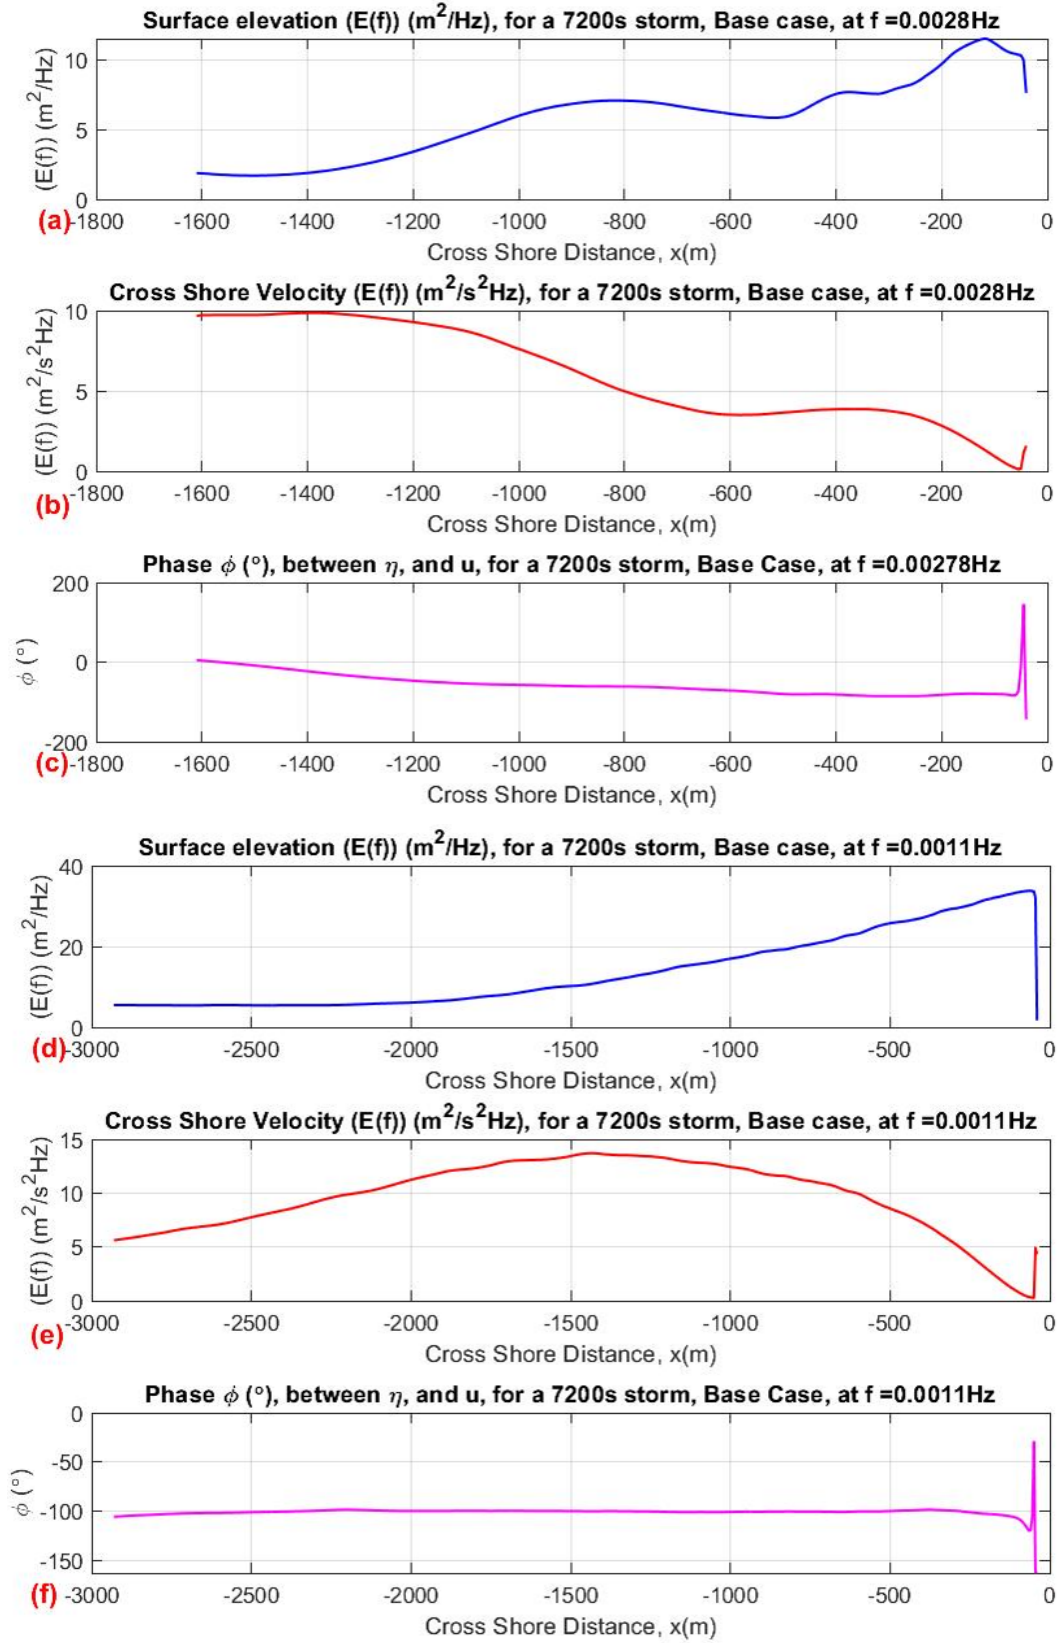 Surface elevation (E(f)) (m²/Hz), for a 7200s storm, Base case, at f =0.0028Hz
(E(f)) (m²/Hz)
10
5
0
(a)
-1800 -1600 -1400 -1200 -1000 -800 -600 -400 -200 0
Cross Shore Distance, x(m)
Cross Shore Velocity (E(f)) (m²/s²Hz), for a 7200s storm, Base case, at f =0.0028Hz
(E(f)) (m²/s²Hz)
10
5
0
(b)
-1800 -1600 -1400 -1200 -1000 -800 -600 -400 -200 0
Cross Shore Distance, x(m)
Phase ϕ (°), between η, and u, for a 7200s storm, Base Case, at f =0.00278Hz
ϕ (°)
200
0
-200
(c)
-1800 -1600 -1400 -1200 -1000 -800 -600 -400 -200 0
Cross Shore Distance, x(m)
Surface elevation (E(f)) (m²/Hz), for a 7200s storm, Base case, at f =0.0011Hz
(E(f)) (m²/Hz)
40
20
0
(d)
-3000 -2500 -2000 -1500 -1000 -500 0
Cross Shore Distance, x(m)
Cross Shore Velocity (E(f)) (m²/s²Hz), for a 7200s storm, Base case, at f =0.0011Hz
(E(f)) (m²/s²Hz)
15
10
5
0
(e)
-3000 -2500 -2000 -1500 -1000 -500 0
Cross Shore Distance, x(m)
Phase ϕ (°), between η, and u, for a 7200s storm, Base Case, at f =0.0011Hz
ϕ (°)
0
-50
-100
-150
(f)
-3000 -2500 -2000 -1500 -1000 -500 0
Cross Shore Distance, x(m)